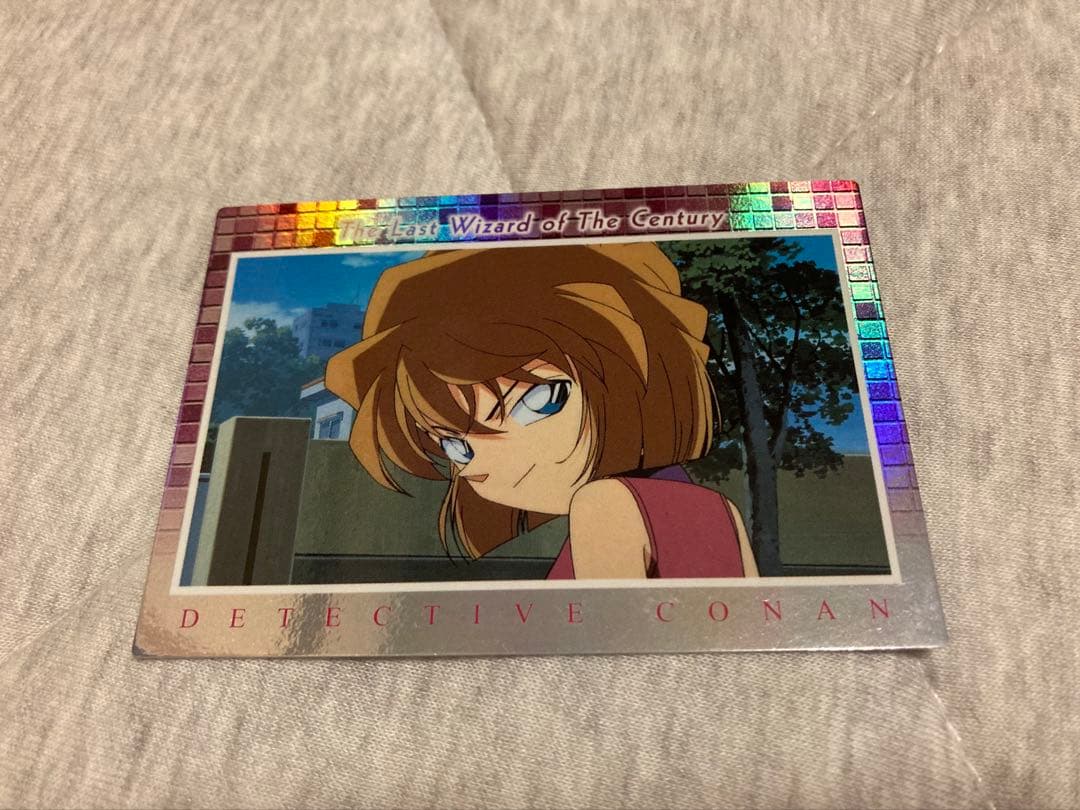 The Last Wizard of The Century
DETECTIVE CONAN